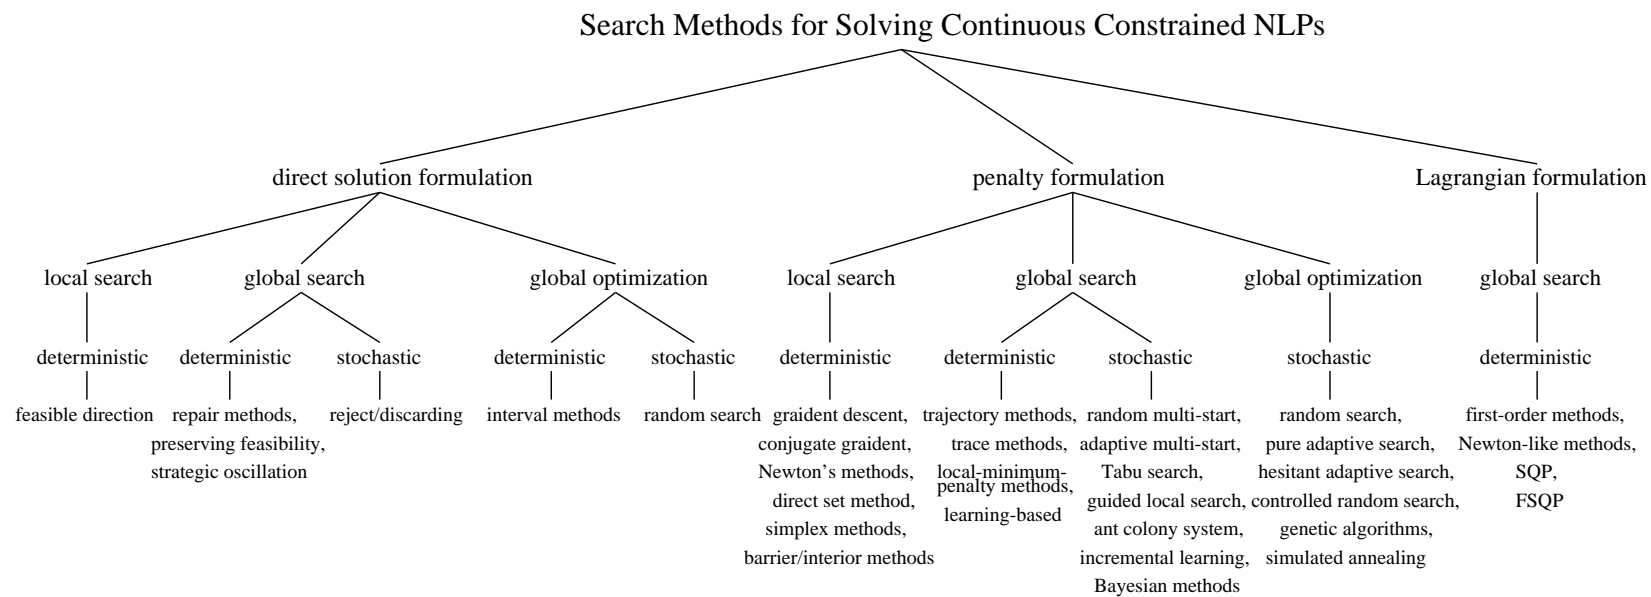 Search Methods for Solving Continuous Constrained NLPs
direct solution formulation
penalty formulation
Lagrangian formulation
local search
global search
global optimization
local search
global search
global optimization
global search
deterministic
deterministic
stochastic
deterministic
stochastic
deterministic
deterministic
stochastic
stochastic
deterministic
feasible direction
repair methods,
preserving feasibility,
strategic oscillation
reject/discarding
interval methods
random search
graident descent,
conjugate graident,
Newton’s methods,
direct set method,
simplex methods,
barrier/interior methods
trajectory methods,
trace methods,
local-minimum-
penalty methods,
learning-based
random multi-start,
adaptive multi-start,
Tabu search,
guided local search,
ant colony system,
incremental learning,
Bayesian methods
random search,
pure adaptive search,
hesitant adaptive search,
controlled random search,
genetic algorithms,
simulated annealing
first-order methods,
Newton-like methods,
SQP,
FSQP